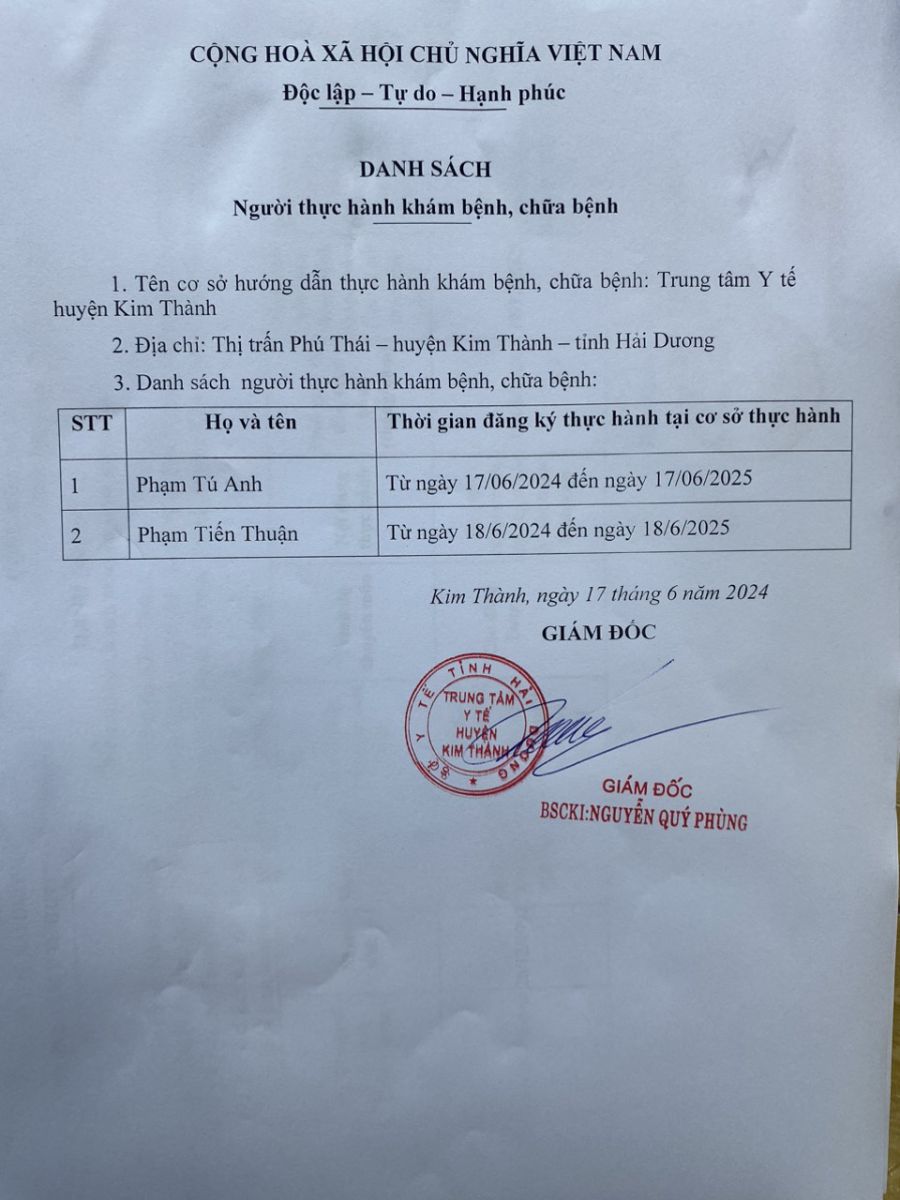 CỘNG HOÀ XÃ HỘI CHỦ NGHĨA VIỆT NAM
Độc lập – Tự do – Hạnh phúc
DANH SÁCH
Người thực hành khám bệnh, chữa bệnh
1. Tên cơ sở hướng dẫn thực hành khám bệnh, chữa bệnh: Trung tâm Y tế
huyện Kim Thành
2. Địa chỉ: Thị trấn Phú Thái – huyện Kim Thành – tỉnh Hải Dương
3. Danh sách người thực hành khám bệnh, chữa bệnh:
STT Họ và tên Thời gian đăng ký thực hành tại cơ sở thực hành
1 Phạm Tú Anh Từ ngày 17/06/2024 đến ngày 17/06/2025
2 Phạm Tiến Thuận Từ ngày 18/6/2024 đến ngày 18/6/2025
Kim Thành, ngày 17 tháng 6 năm 2024
GIÁM ĐỐC
SỞ Y TẾ TỈNH HẢI DƯƠNG
TRUNG TÂM
Y TẾ
HUYỆN
KIM THÀNH
GIÁM ĐỐC
BSCKI:NGUYỄN QUÝ PHÙNG